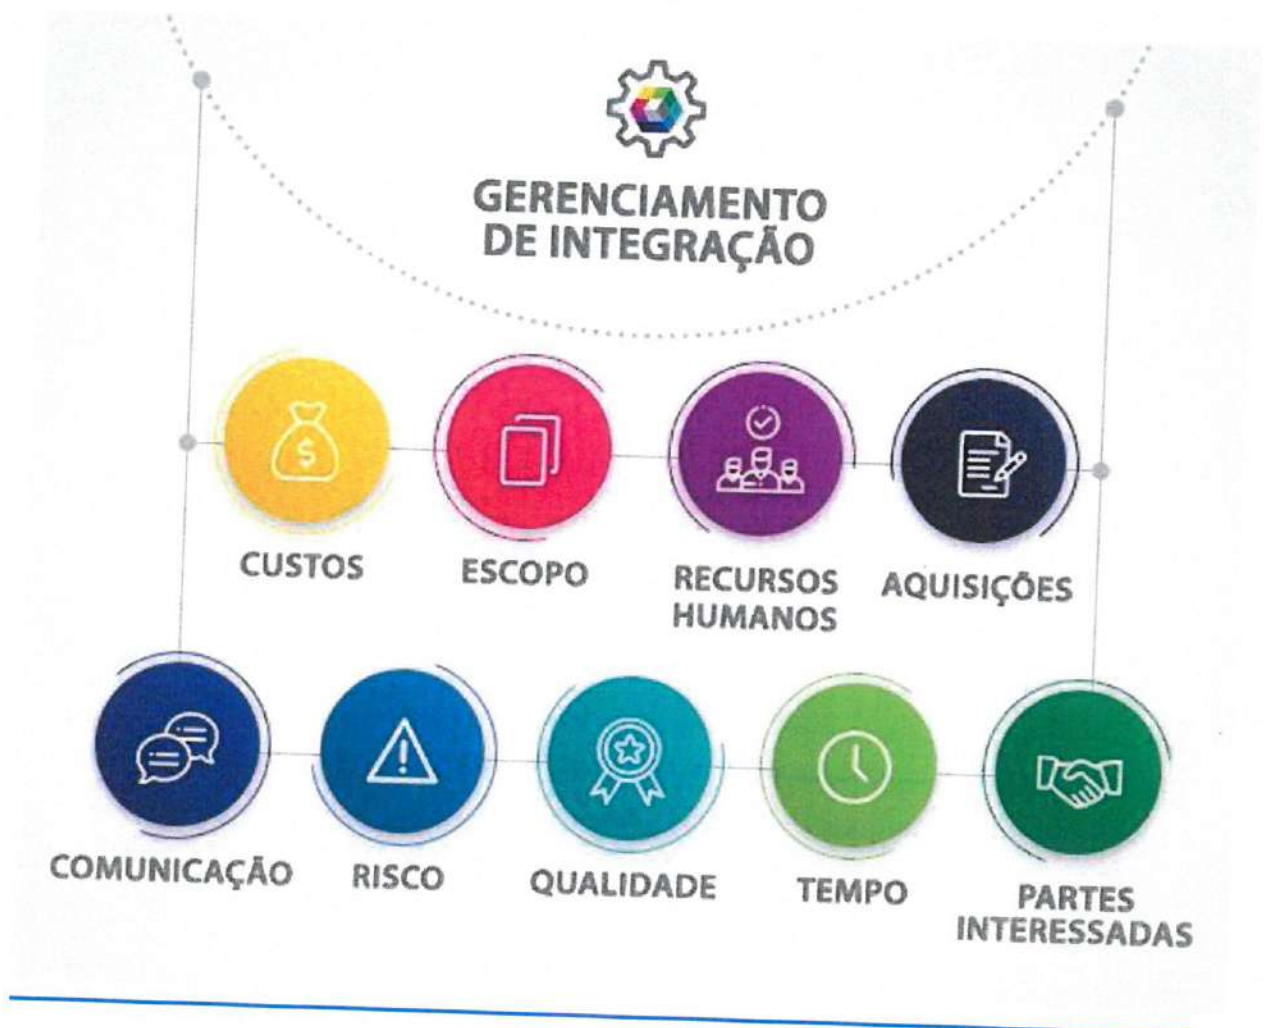 GERENCIAMENTO
DE INTEGRAÇÃO
$
CUSTOS
ESCOPO
RECURSOS
HUMANOS
AQUISIÇÕES
COMUNICAÇÃO
RISCO
QUALIDADE
TEMPO
PARTES
INTERESSADAS